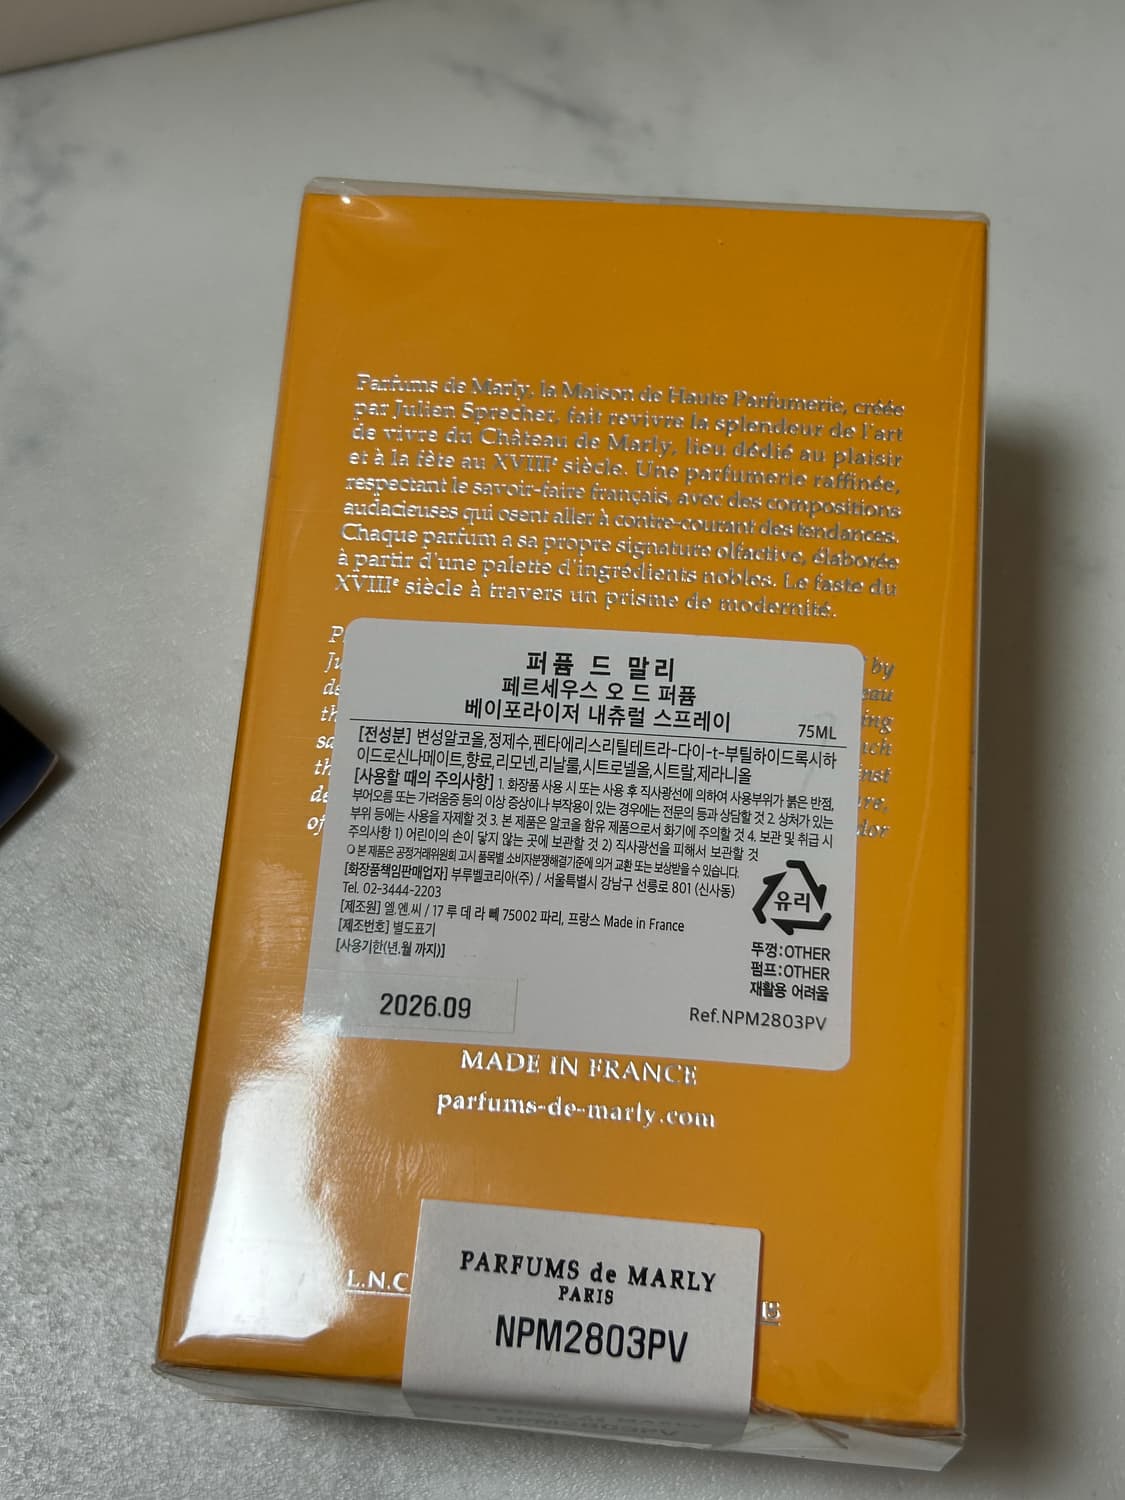 Parfums de Marly, la Maison de Haute Parfumerie, créée
par Julien Sprecher, fait revivre la splendeur de l'art
de vivre du Château de Marly, lieu dédié au plaisir
et à la fête au XVIIIe siècle. Une parfumerie raffinée,
respectant le savoir-faire français, avec des compositions
audacieuses qui osent aller à contre-courant des tendances.
Chaque parfum a sa propre signature olfactive, élaborée
à partir d'une palette d'ingrédients nobles. Le faste du
XVIIIe siècle à travers un prisme de modernité.
by
퍼퓸 드 말리
페르세우스 오 드 퍼퓸
베이포라이저 내츄럴 스프레이 75ML
[전성분] 변성알코올,정제수,펜타에리스리틸테트라-다이-t-부틸하이드록시하
이드로신나메이트,향료,리모넨,리날룰,시트로넬올,시트랄,제라니올
[사용할 때의 주의사항] 1. 화장품 사용 시 또는 사용 후 직사광선에 의하여 사용부위가 붉은 반점,
부어오름 또는 가려움증 등의 이상 증상이나 부작용이 있는 경우에는 전문의 등과 상담할 것 2. 상처가 있는
부위 등에는 사용을 자제할 것 3. 본 제품은 알코올 함유 제품으로서 화기에 주의할 것 4. 보관 및 취급 시
주의사항 1) 어린이의 손이 닿지 않는 곳에 보관할 것 2) 직사광선을 피해서 보관할 것
❍ 본 제품은 공정거래위원회 고시 품목별 소비자분쟁해결기준에 의거 교환 또는 보상받을 수 있습니다.
[화장품책임판매업자] 부루벨코리아(주) / 서울특별시 강남구 선릉로 801 (신사동)
Tel. 02-3444-2203
[제조원] 엘.엔.씨 / 17 루 데 라 뻬 75002 파리, 프랑스 Made in France
[제조번호] 별도표기
[사용기한(년,월 까지)]
2026.09
유리
뚜껑:OTHER
펌프:OTHER
재활용 어려움
Ref.NPM2803PV
MADE IN FRANCE
parfums-de-marly.com
L.N.C
PARFUMS de MARLY
PARIS
NPM2803PV